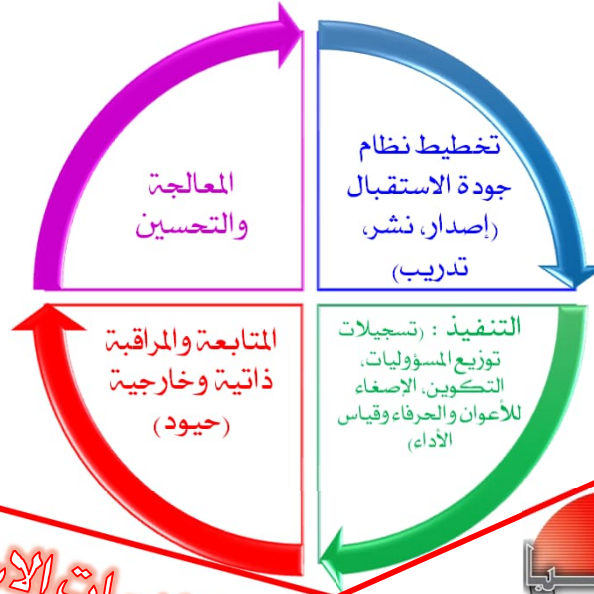 تخطيط نظام
جودة الاستقبال
(إصدار، نشر،
تدريب)
التنفيذ : (تسجيلات
توزيع المسؤوليات،
التكوين، الإصغاء
للأعوان والحرفاء وقياس
الأداء)
المتابعة والمراقبة
ذاتية وخارجية
(حيود)
المعالجة
والتحسين